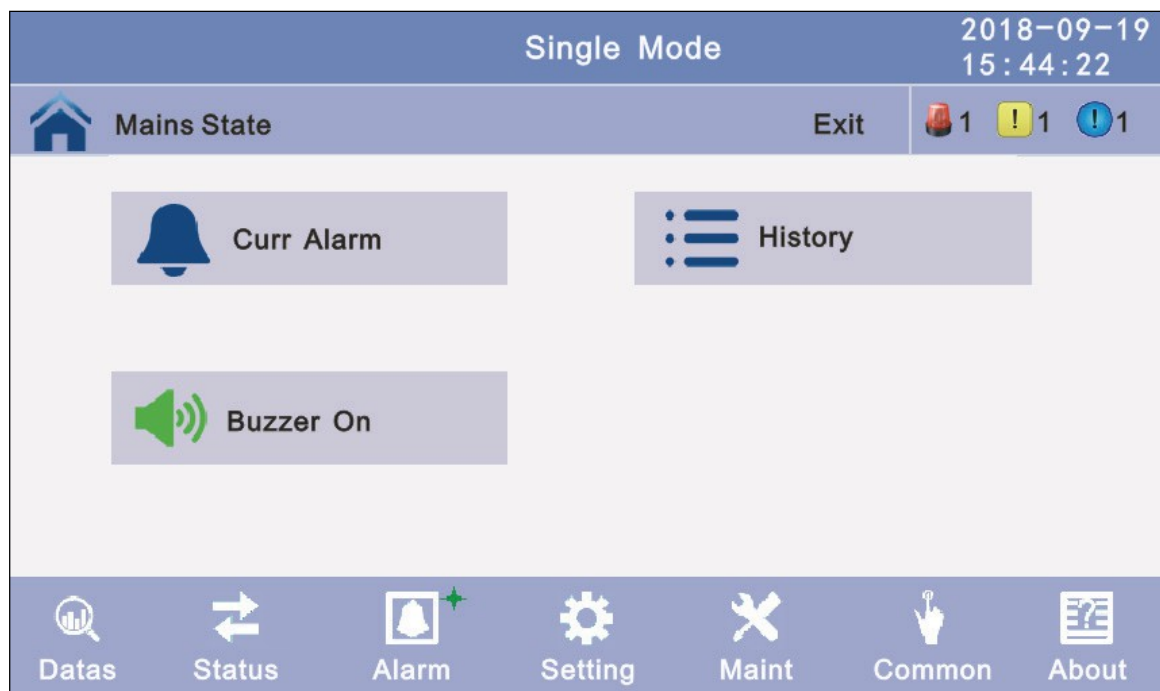 Single Mode
2018-09-19
15:44:22
Mains State
Exit
1
! 1
! 1
Curr Alarm
History
Buzzer On
?
Datas
Status
Alarm
Setting
Maint
Common
About